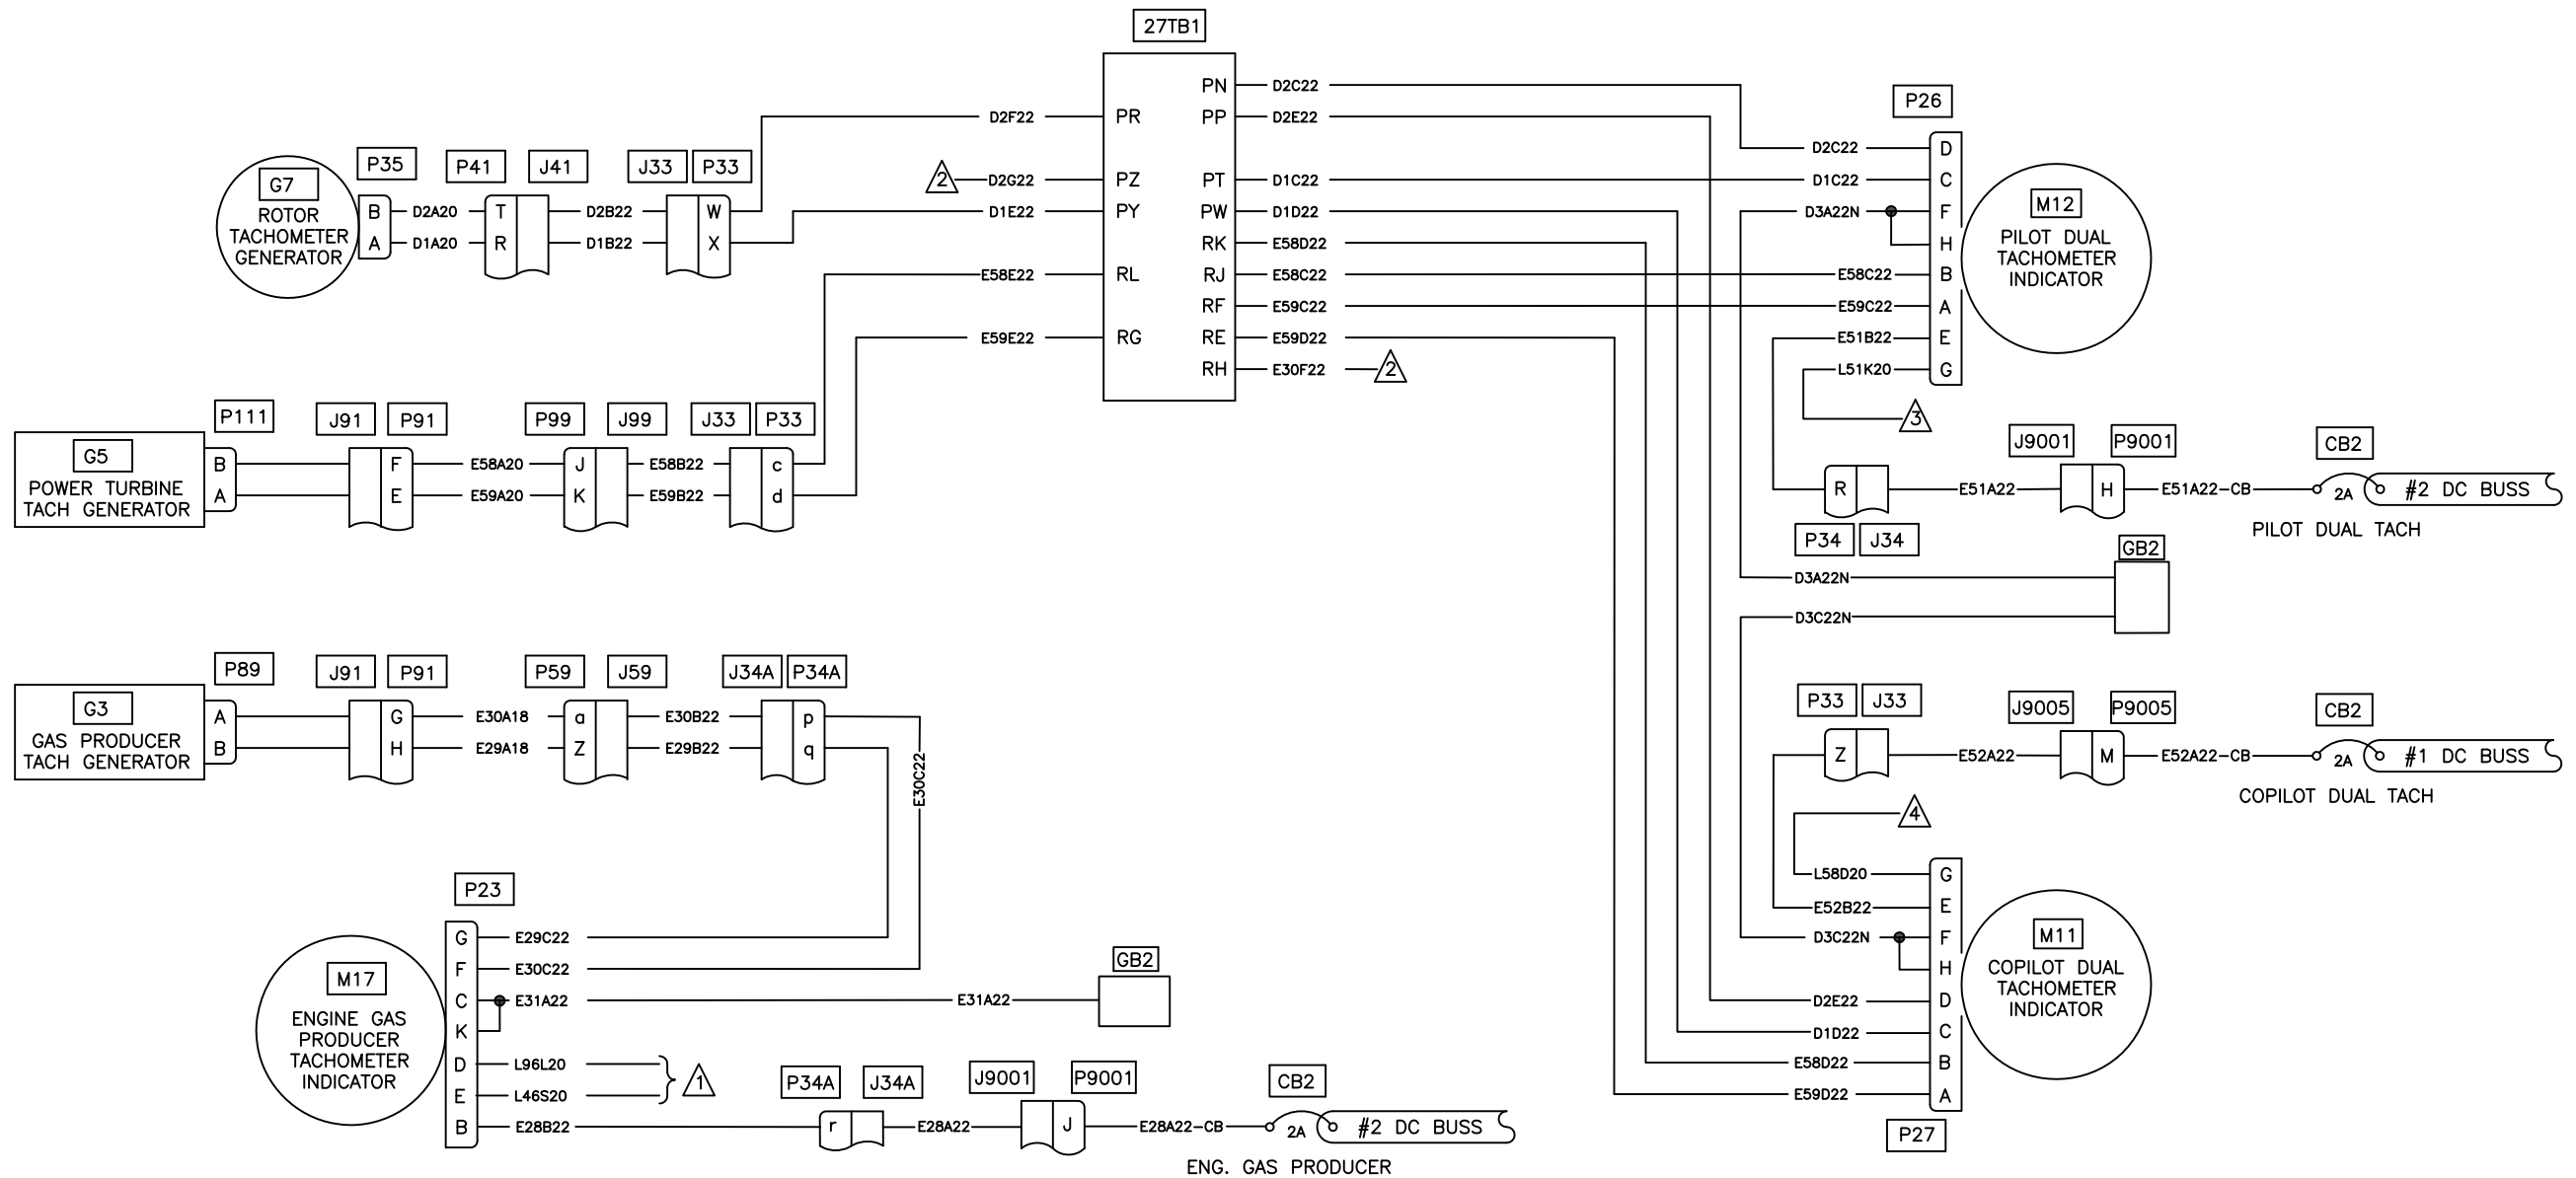 27TB1
PN
D2C22
PR
D2F22
PP
D2E22
P26
D2C22
D
PZ
D2G22
2
PT
D1C22
D1C22
C
PY
D1E22
PW
D1D22
D3A22N
F
RK
E58D22
H
RL
E58E22
RJ
E58C22
E58C22
B
RF
E59C22
E59C22
A
RG
E59E22
RE
E59D22
E51B22
E
RH
E30F22
2
L51K20
G
3
M12
PILOT DUAL
TACHOMETER
INDICATOR
G7
ROTOR
TACHOMETER
GENERATOR
P35
P41
J41
J33
P33
B
D2A20
T
D2B22
W
A
D1A20
R
D1B22
X
P111
J91
P91
P99
J99
J33
P33
G5
POWER TURBINE
TACH GENERATOR
B
F
E58A20
J
E58B22
c
A
E
E59A20
K
E59B22
d
J9001
P9001
CB2
R
E51A22
H
E51A22-CB
2A
#2 DC BUSS
P34
J34
PILOT DUAL TACH
GB2
D3A22N
D3C22N
P89
J91
P91
P59
J59
J34A
P34A
G3
GAS PRODUCER
TACH GENERATOR
A
G
E30A18
a
E30B22
p
B
H
E29A18
Z
E29B22
q
E30C22
P33
J33
J9005
P9005
CB2
Z
E52A22
M
E52A22-CB
2A
#1 DC BUSS
COPILOT DUAL TACH
4
P23
G
E29C22
F
E30C22
C
E31A22
E31A22
GB2
K
D
L96L20
E
L46S20
1
B
E28B22
M17
ENGINE GAS
PRODUCER
TACHOMETER
INDICATOR
P34A
J34A
J9001
P9001
CB2
r
E28A22
J
E28A22-CB
2A
#2 DC BUSS
ENG. GAS PRODUCER
L58D20
G
E52B22
E
D3C22N
F
H
D2E22
D
D1D22
C
E58D22
B
E59D22
A
M11
COPILOT DUAL
TACHOMETER
INDICATOR
P27